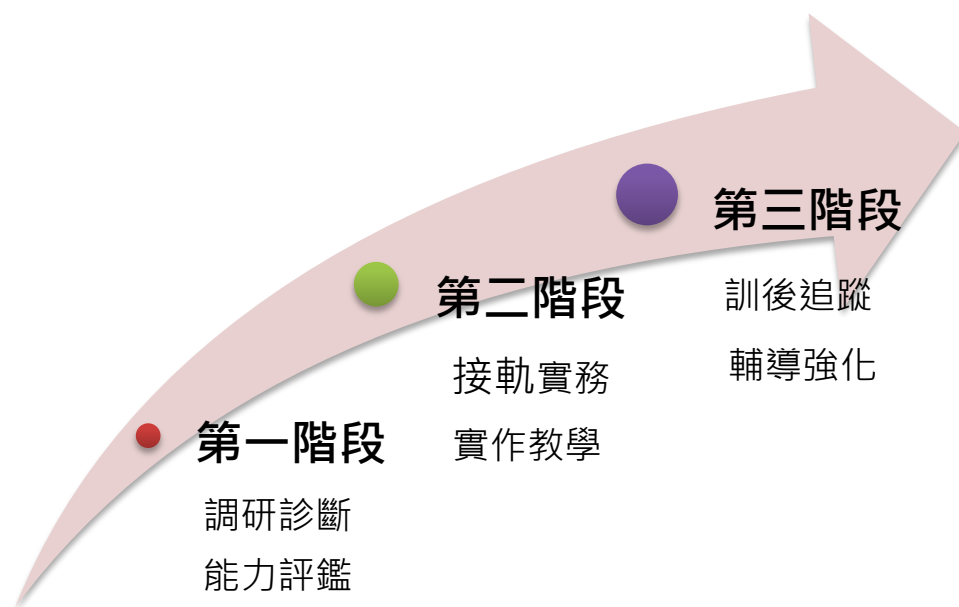 第一階段
調研診斷
能力評鑑
第二階段
接軌實務
實作教學
第三階段
訓後追蹤
輔導強化